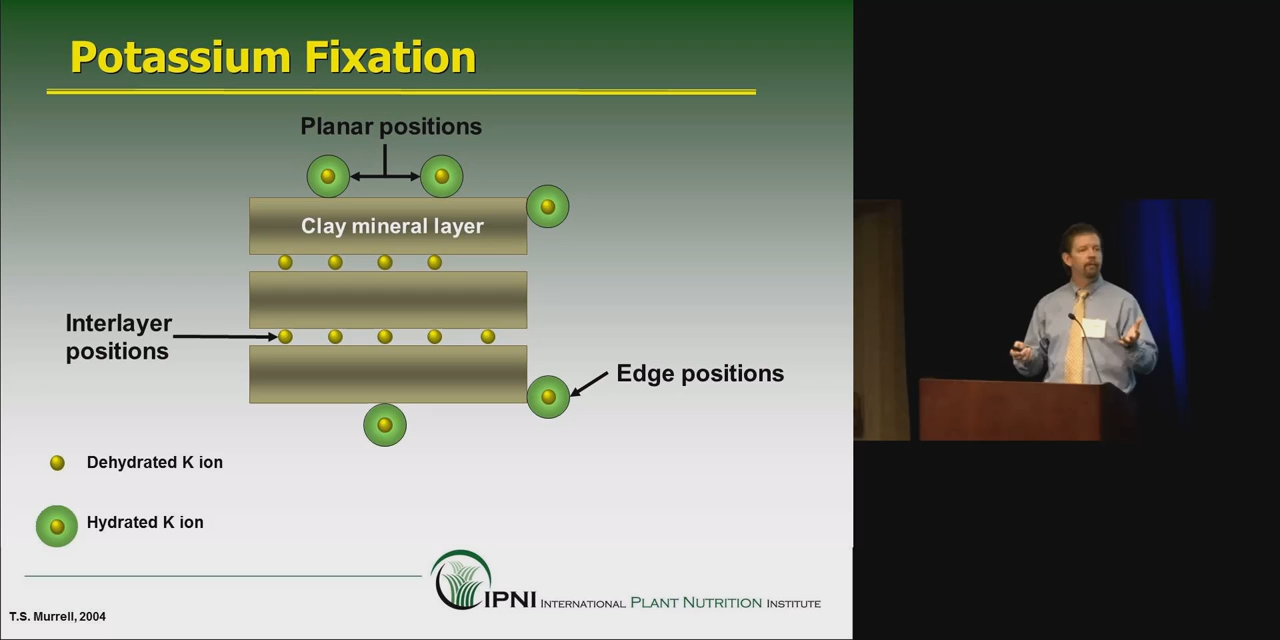 Potassium Fixation
Planar positions
Clay mineral layer
Interlayer
positions
Edge positions
Dehydrated K ion
Hydrated K ion
IPNI INTERNATIONAL PLANT NUTRITION INSTITUTE
T.S. Murrell, 2004